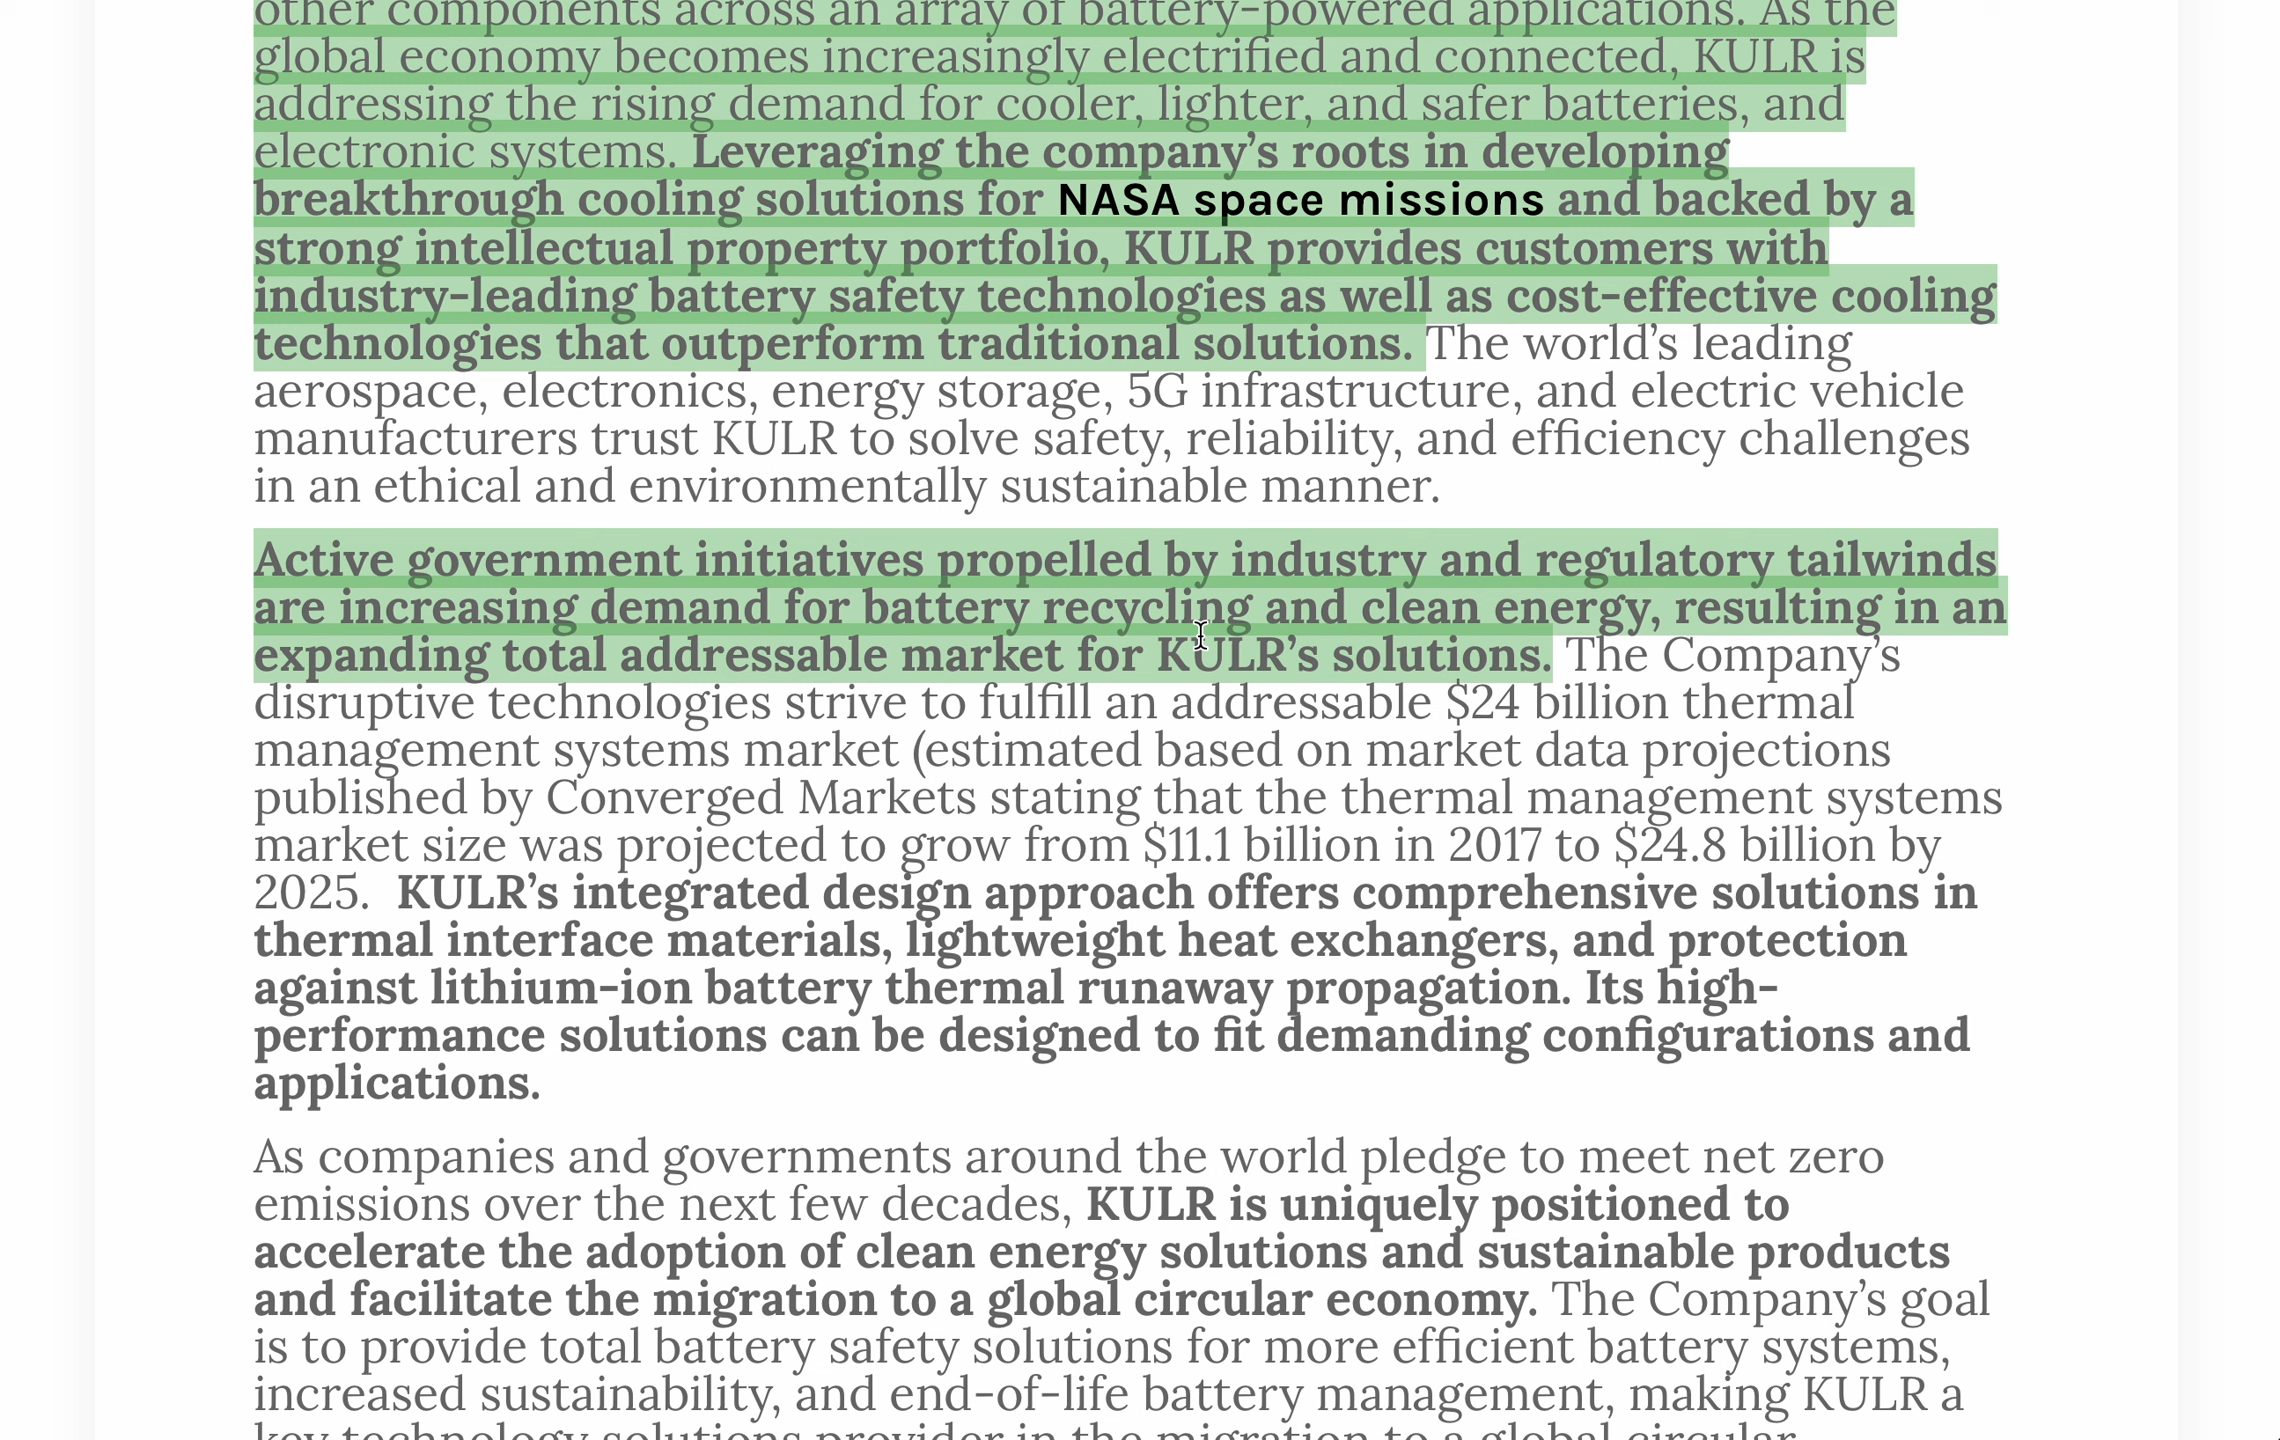 other components across an array of battery-powered applications. As the
global economy becomes increasingly electrified and connected, KULR is
addressing the rising demand for cooler, lighter, and safer batteries, and
electronic systems. Leveraging the company’s roots in developing
breakthrough cooling solutions for NASA space missions and backed by a
strong intellectual property portfolio, KULR provides customers with
industry-leading battery safety technologies as well as cost-effective cooling
technologies that outperform traditional solutions. The world’s leading
aerospace, electronics, energy storage, 5G infrastructure, and electric vehicle
manufacturers trust KULR to solve safety, reliability, and efficiency challenges
in an ethical and environmentally sustainable manner.
Active government initiatives propelled by industry and regulatory tailwinds
are increasing demand for battery recycling and clean energy, resulting in an
expanding total addressable market for KULR’s solutions. The Company’s
disruptive technologies strive to fulfill an addressable $24 billion thermal
management systems market (estimated based on market data projections
published by Converged Markets stating that the thermal management systems
market size was projected to grow from $11.1 billion in 2017 to $24.8 billion by
2025. KULR’s integrated design approach offers comprehensive solutions in
thermal interface materials, lightweight heat exchangers, and protection
against lithium-ion battery thermal runaway propagation. Its high-
performance solutions can be designed to fit demanding configurations and
applications.
As companies and governments around the world pledge to meet net zero
emissions over the next few decades, KULR is uniquely positioned to
accelerate the adoption of clean energy solutions and sustainable products
and facilitate the migration to a global circular economy. The Company’s goal
is to provide total battery safety solutions for more efficient battery systems,
increased sustainability, and end-of-life battery management, making KULR a
key technology solutions provider in the migration to a global circular